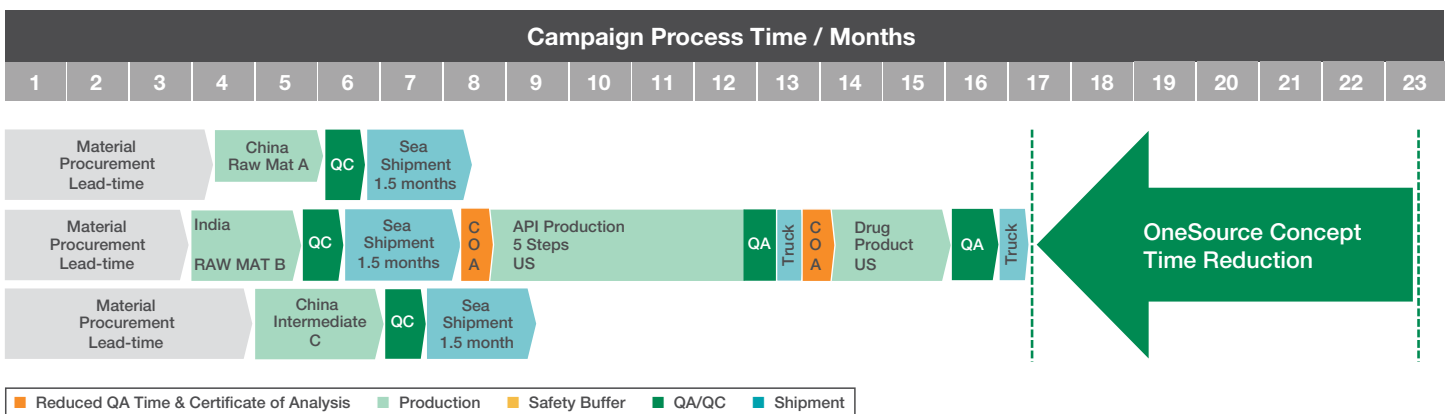 Campaign Process Time / Months
1 2 3 4 5 6 7 8 9 10 11 12 13 14 15 16 17 18 19 20 21 22 23
Material
Procurement
Lead-time
China
Raw Mat A
QC
Sea
Shipment
1.5 months
Material
Procurement
Lead-time
India
RAW MAT B
QC
Sea
Shipment
1.5 months
C
O
A
API Production
5 Steps
US
QA
Truck
C
O
A
Drug
Product
US
QA
Truck
OneSource Concept
Time Reduction
Material
Procurement
Lead-time
China
Intermediate
C
QC
Sea
Shipment
1.5 month
Reduced QA Time & Certificate of Analysis Production Safety Buffer QA/QC Shipment